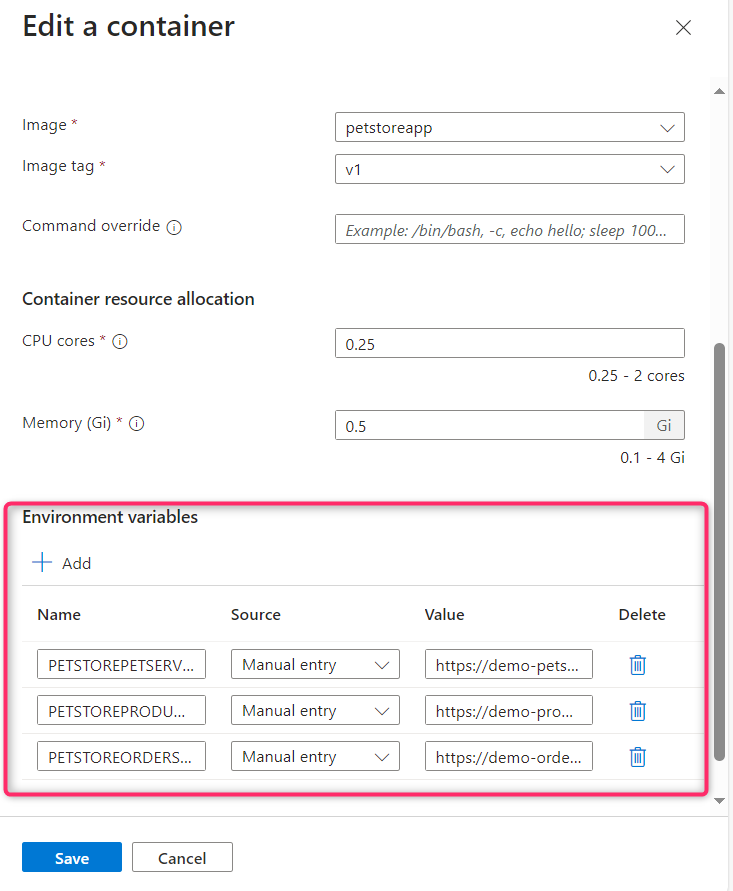 Edit a container
Image *
petstoreapp
Image tag *
v1
Command override
Example: /bin/bash, -c, echo hello; sleep 100...
Container resource allocation
CPU cores *
0.25
0.25 - 2 cores
Memory (Gi) *
0.5 Gi
0.1 - 4 Gi
Environment variables
Add
Name Source Value Delete
PETSTOREPETSERV... Manual entry https://demo-pets...
PETSTOREPRODU... Manual entry https://demo-pro...
PETSTOREORDERS... Manual entry https://demo-orde...
Save Cancel